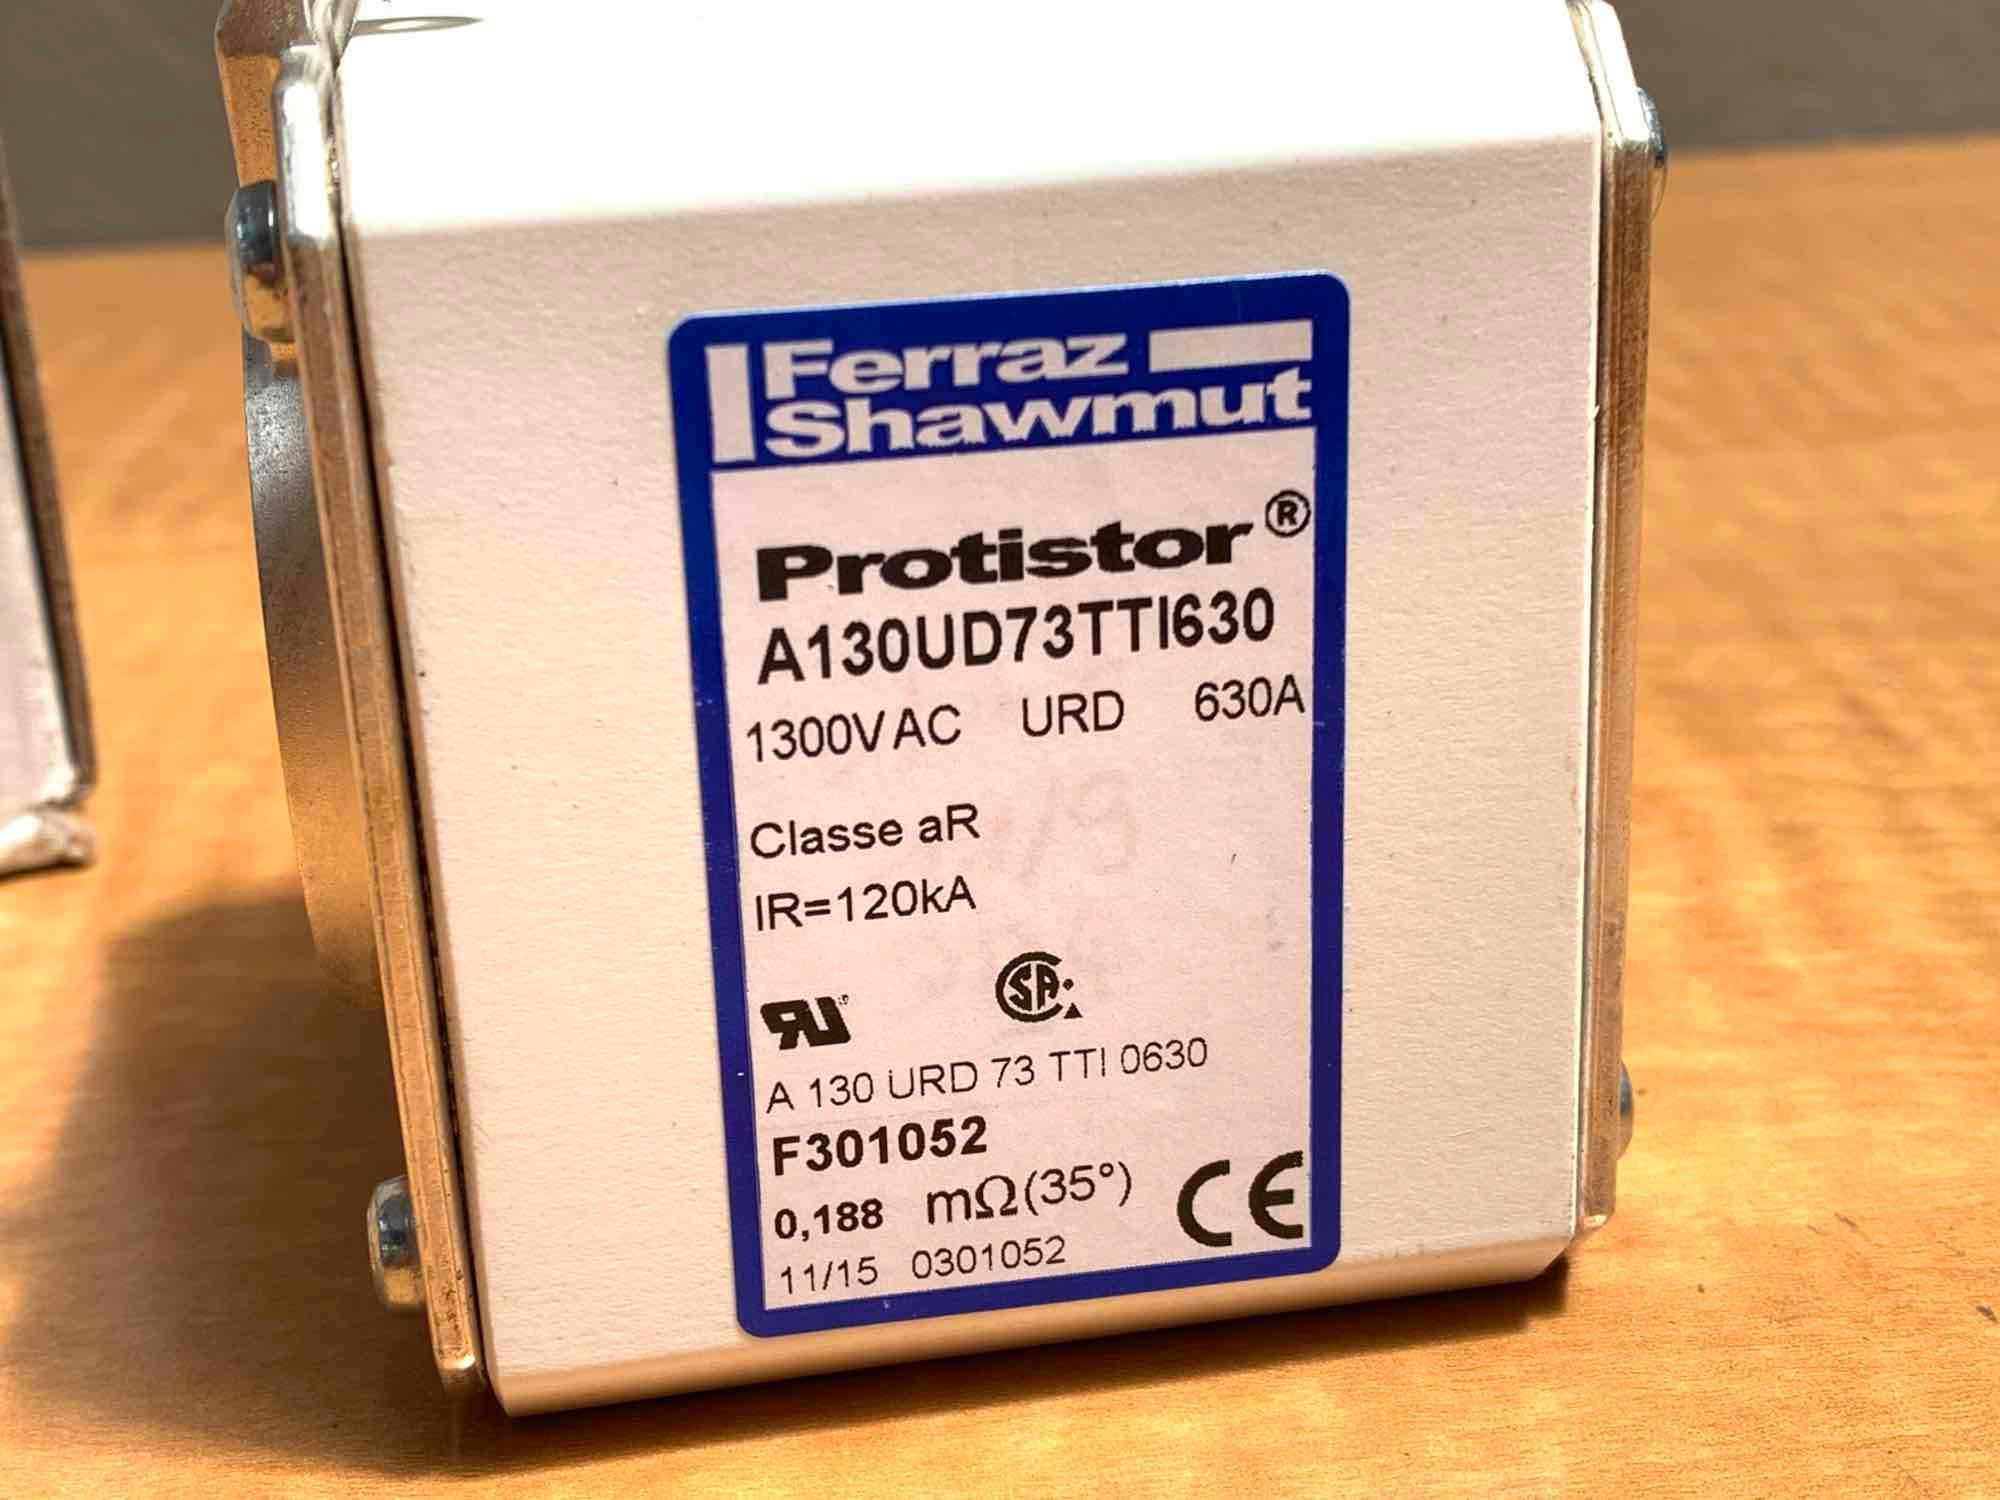 Ferraz
Shawmut
Protistor®
A130UD73TTI630
1300VAC URD 630A
Classe aR
IR=120kA
A 130 URD 73 TTI 0630
F301052
0,188 mΩ(35°)
CE
11/15 0301052